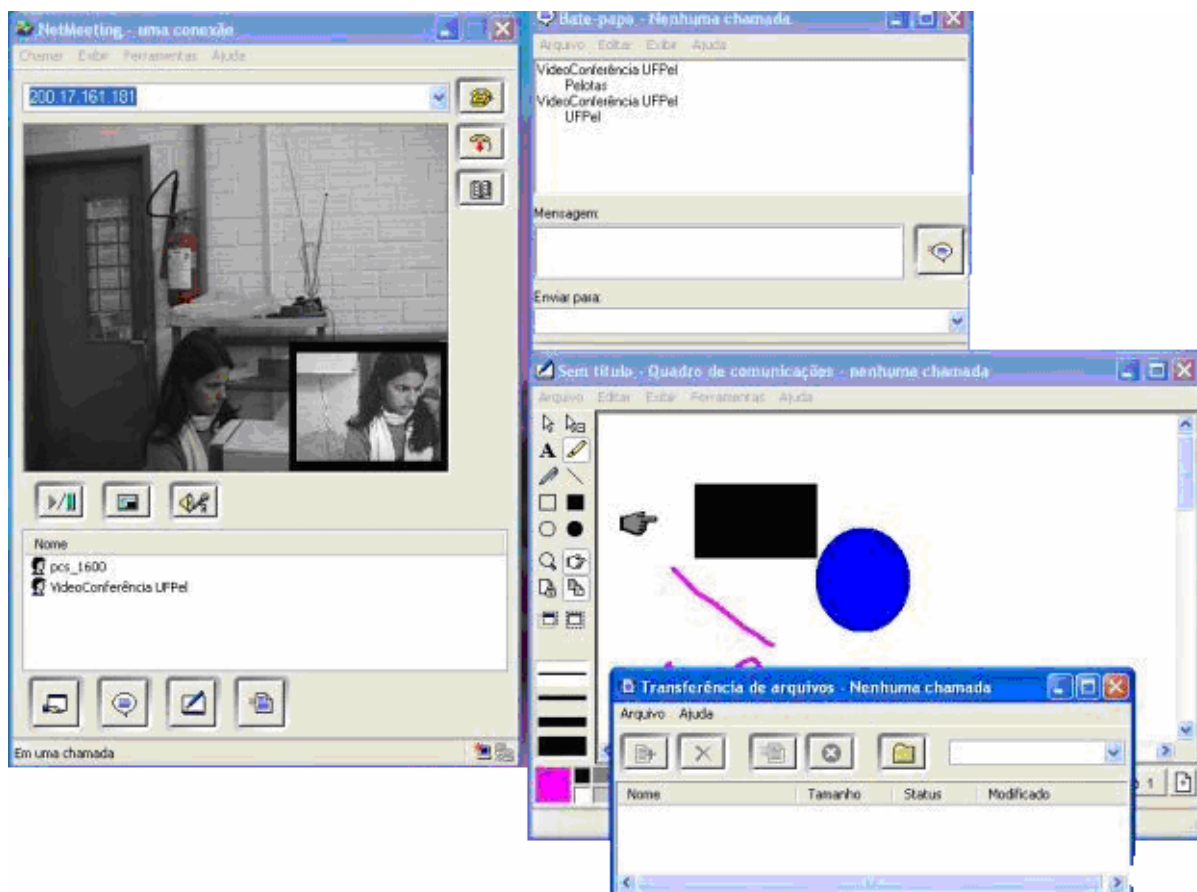 NetMeeting - uma conexão
Chamar Exibir Ferramentas Ajuda
200.17.161.181
Nome
pcs_1600
VideoConferência UFPel
Em uma chamada
Bate-papo - Nenhuma chamada
Arquivo Editar Exibir Ajuda
VideoConferência UFPel
Pelotas
VideoConferência UFPel
UFPel
Mensagem:
Enviar para:
Sem título - Quadro de comunicações - nenhuma chamada
Arquivo Editar Exibir Ferramentas Ajuda
A
Transferência de arquivos - Nenhuma chamada
Arquivo Ajuda
Nome Tamanho Status Modificado
1